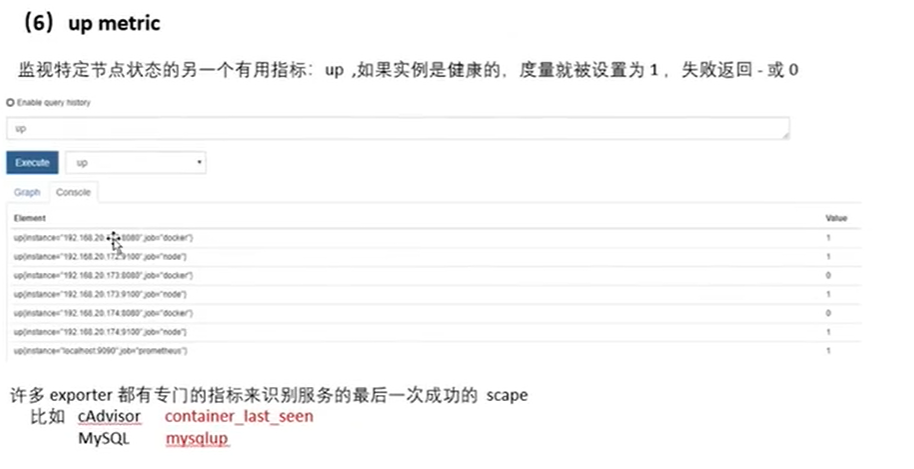 （6）up metric
监视特定节点状态的另一个有用指标：up ,如果实例是健康的，度量就被设置为 1 ，失败返回 - 或 0
Enable query history
up
Execute up
Graph Console
Element Value
up{instance="192.168.20. :8080",job="docker"} 1
up{instance="192.168.20.172:9100",job="node"} 1
up{instance="192.168.20.173:8080",job="docker"} 0
up{instance="192.168.20.173:9100",job="node"} 1
up{instance="192.168.20.174:8080",job="docker"} 0
up{instance="192.168.20.174:9100",job="node"} 1
up{instance="localhost:9090",job="prometheus"} 1
许多 exporter 都有专门的指标来识别服务的最后一次成功的 scape
比如 cAdvisor container_last_seen
MySQL mysqlup